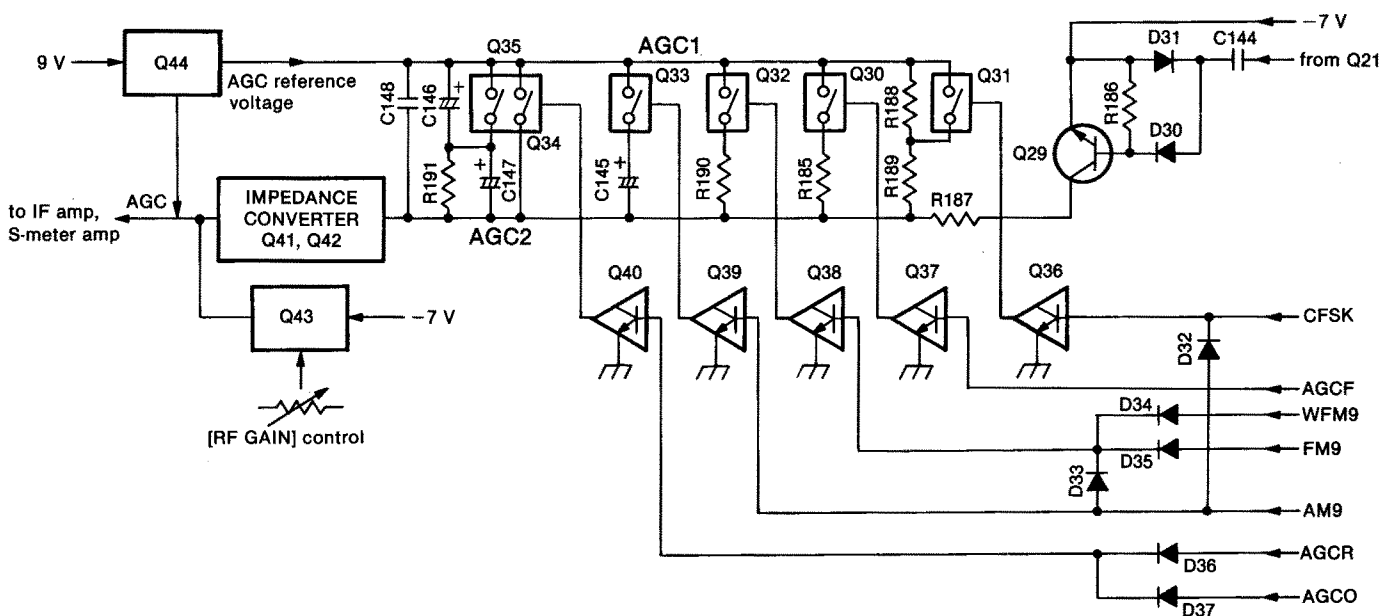 9 V
Q44
AGC reference
voltage
Q35
AGC1
Q33
Q32
Q30
Q31
D31
C144
–7 V
from Q21
C148
C146
Q34
R188
R186
D30
Q29
R191
C147
C145
R190
R185
R189
R187
to IF amp,
S-meter amp
AGC
IMPEDANCE
CONVERTER
Q41, Q42
AGC2
Q43
–7 V
[RF GAIN] control
Q40
Q39
Q38
Q37
Q36
CFSK
D32
AGCF
D34
WFM9
D35
FM9
D33
AM9
AGCR
D36
AGCO
D37
+
+
+